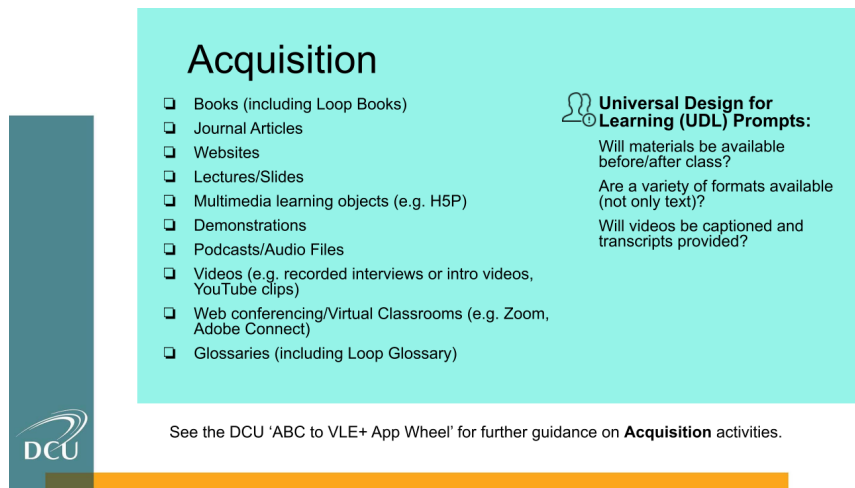 Acquisition
❏ Books (including Loop Books)
❏ Journal Articles
❏ Websites
❏ Lectures/Slides
❏ Multimedia learning objects (e.g. H5P)
❏ Demonstrations
❏ Podcasts/Audio Files
❏ Videos (e.g. recorded interviews or intro videos,
YouTube clips)
❏ Web conferencing/Virtual Classrooms (e.g. Zoom,
Adobe Connect)
❏ Glossaries (including Loop Glossary)
Universal Design for
Learning (UDL) Prompts:
Will materials be available
before/after class?
Are a variety of formats available
(not only text)?
Will videos be captioned and
transcripts provided?
See the DCU ‘ABC to VLE+ App Wheel’ for further guidance on Acquisition activities.
DCU